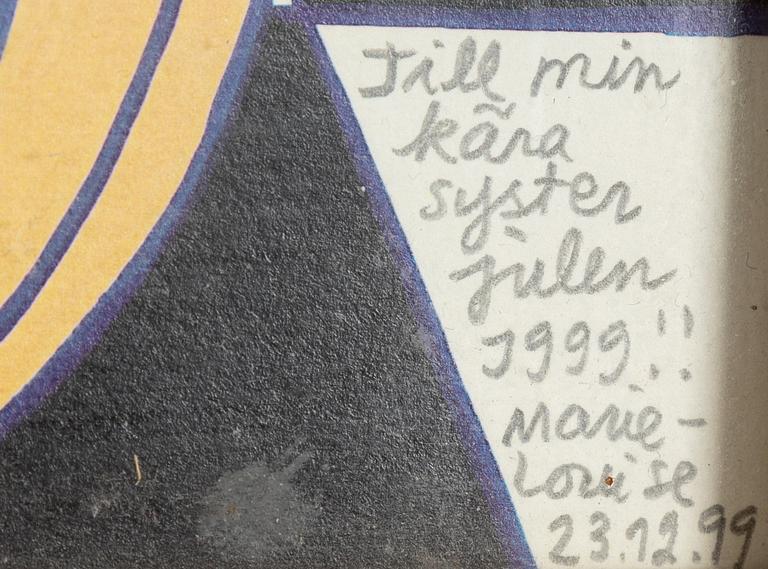 Till min
kära
syster
julen
1999!!
Marie-
Louise
23.12.99